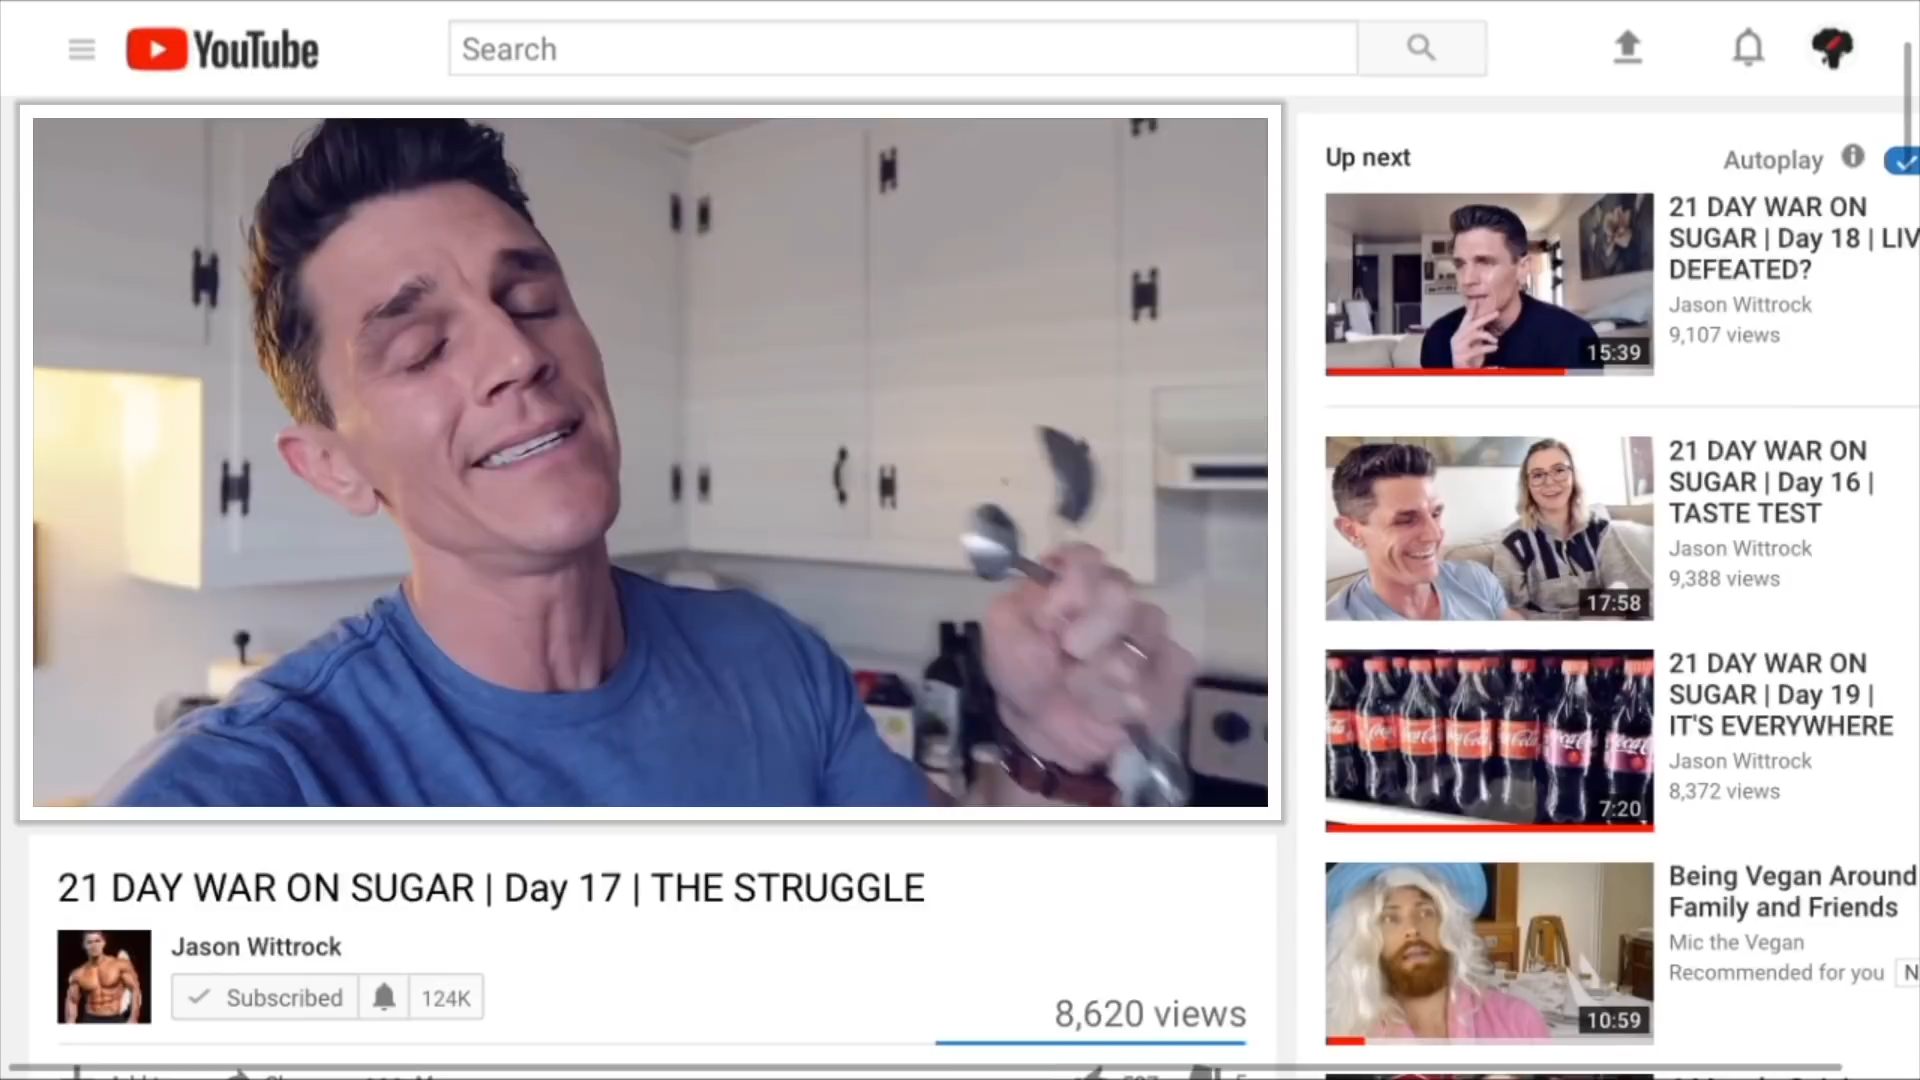 YouTube
Search
Up next
Autoplay
21 DAY WAR ON
SUGAR | Day 18 | LIV
DEFEATED?
Jason Wittrock
9,107 views
15:39
21 DAY WAR ON
SUGAR | Day 16 |
TASTE TEST
Jason Wittrock
9,388 views
17:58
21 DAY WAR ON
SUGAR | Day 19 |
IT'S EVERYWHERE
Jason Wittrock
8,372 views
7:20
Being Vegan Around
Family and Friends
Mic the Vegan
Recommended for you N
10:59
21 DAY WAR ON SUGAR | Day 17 | THE STRUGGLE
Jason Wittrock
Subscribed 124K
8,620 views